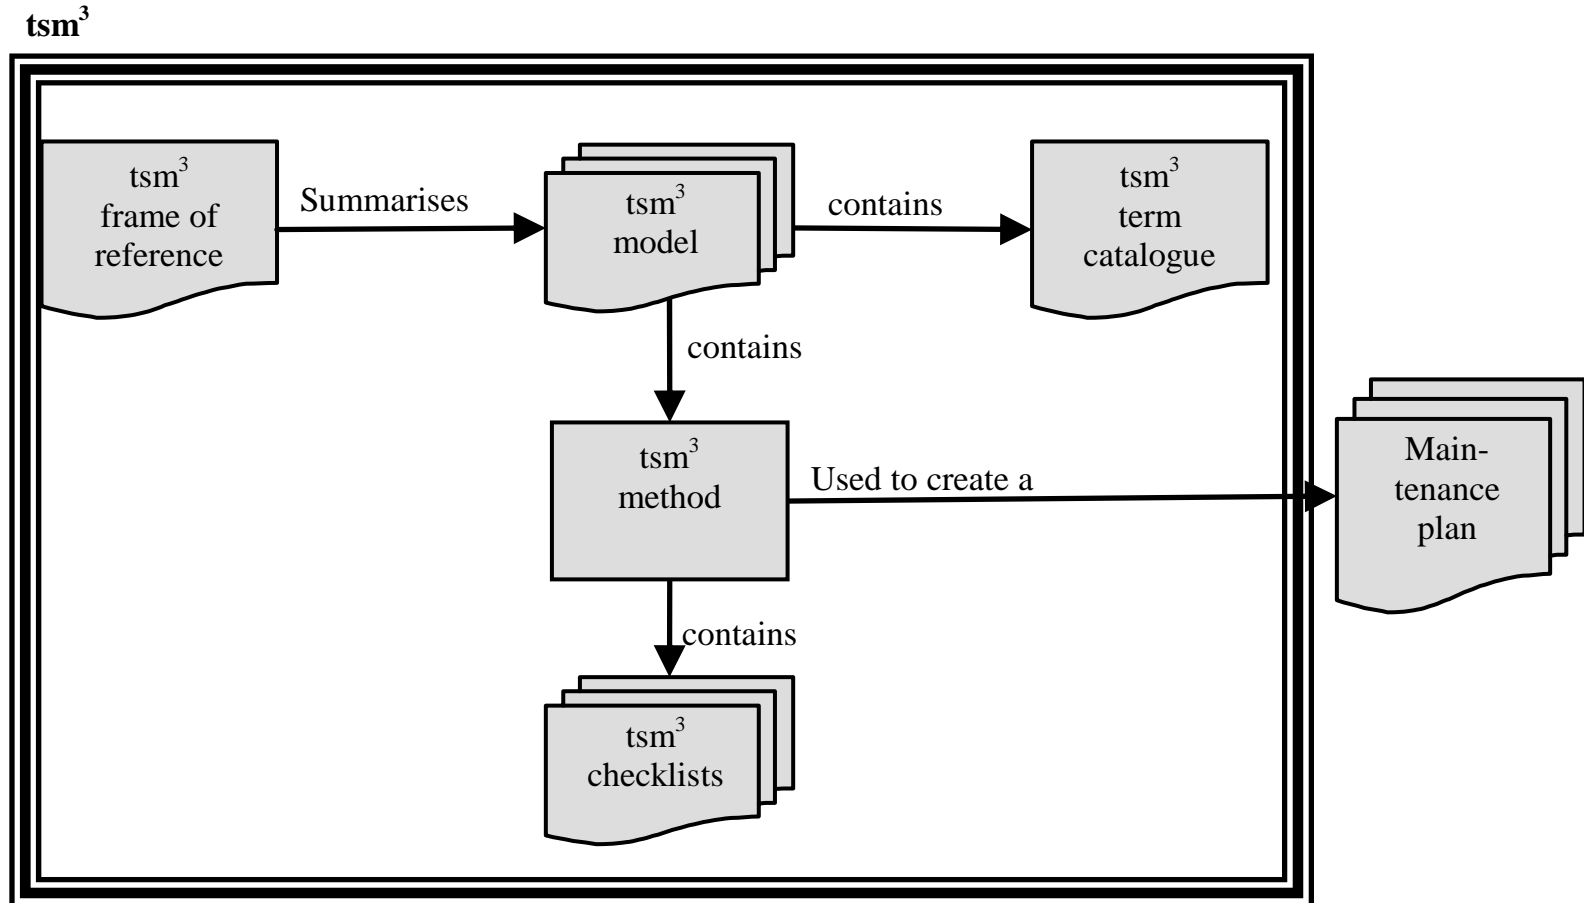 tsm³
tsm³
frame of
reference
Summarises
tsm³
model
contains
tsm³
term
catalogue
contains
tsm³
method
Used to create a
Main-
tenance
plan
contains
tsm³
checklists